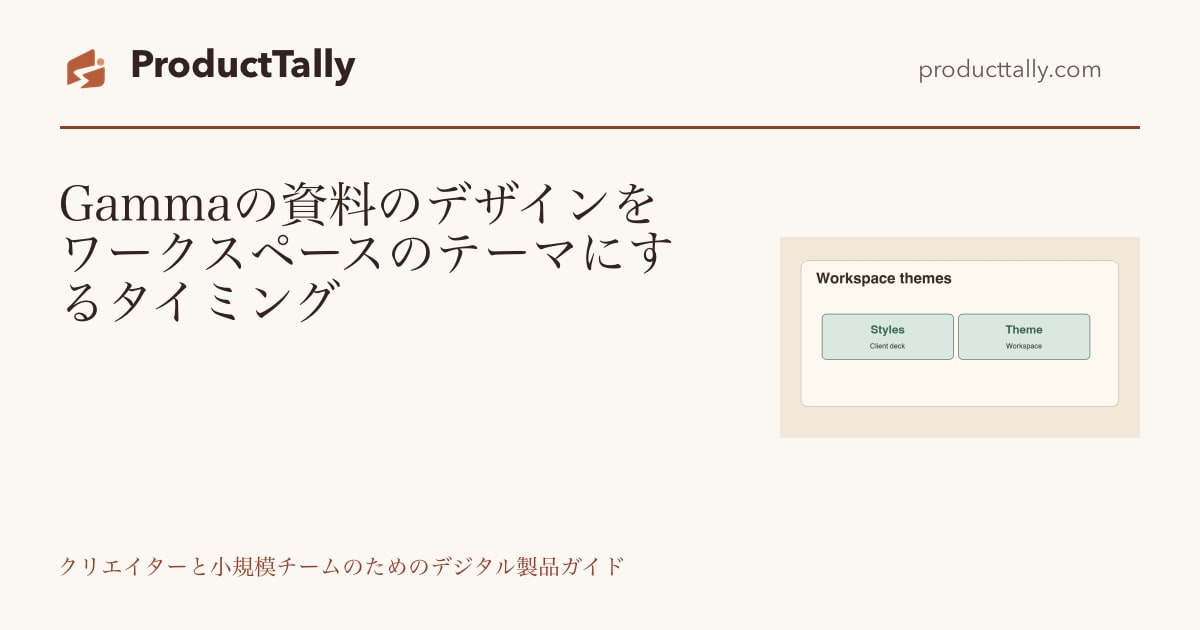 ProductTally
producttally.com
Gammaの資料のデザインを
ワークスペースのテーマにす
るタイミング
Workspace themes
Styles
Client deck
Theme
Workspace
クリエイターと小規模チームのためのデジタル製品ガイド